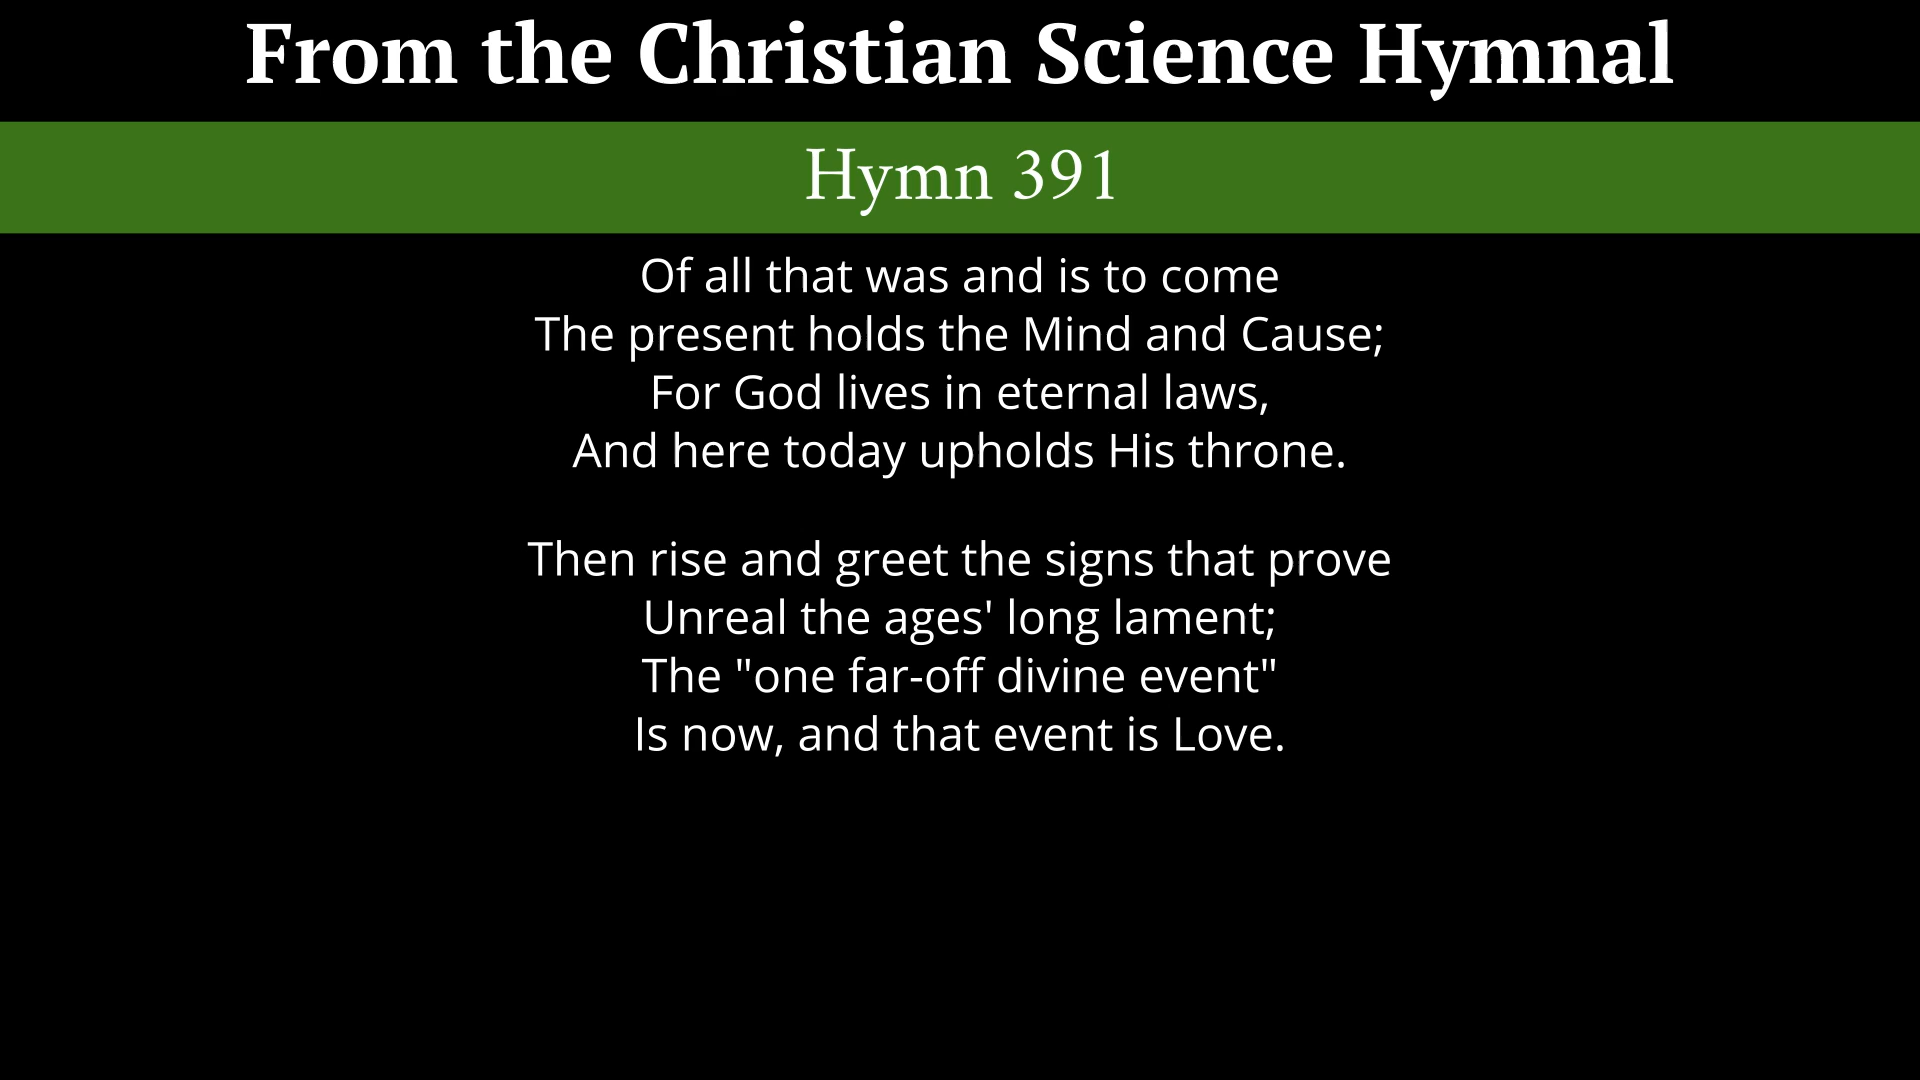 From the Christian Science Hymnal
Hymn 391
Of all that was and is to come
The present holds the Mind and Cause;
For God lives in eternal laws,
And here today upholds His throne.
Then rise and greet the signs that prove
Unreal the ages' long lament;
The "one far-off divine event"
Is now, and that event is Love.